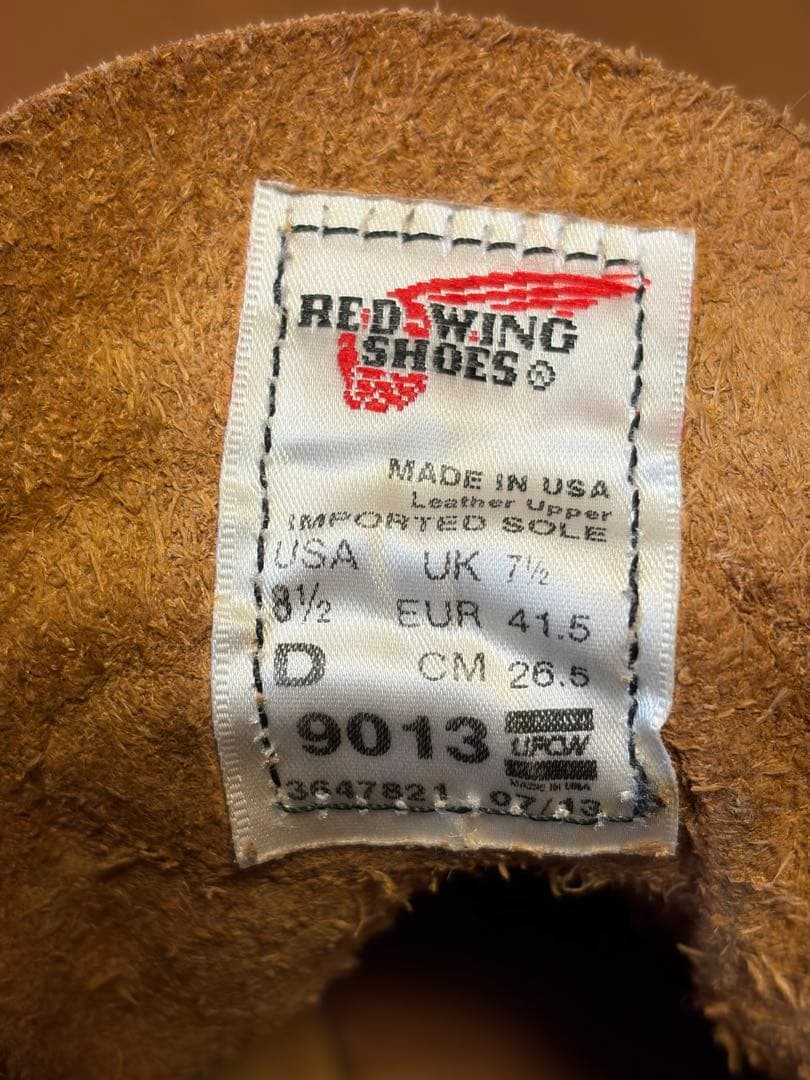 RED WING
SHOES®
MADE IN USA
Leather Upper
IMPORTED SOLE
USA UK 7½
8½ EUR 41.5
D CM 26.5
9013 UFCW
MADE IN USA
3647821 07/13